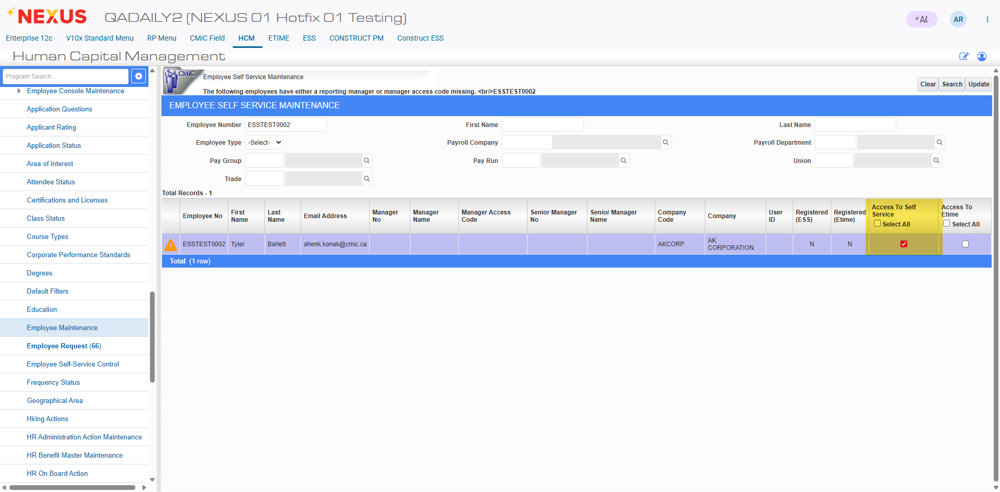 NEXUS
QADAILY2 (NEXUS 01 Hotfix 01 Testing)
AI
AR
Enterprise 12c
V10x Standard Menu
RP Menu
CMiC Field
HCM
ETIME
ESS
CONSTRUCT PM
Construct ESS
Human Capital Management
Program Search...
Employee Console Maintenance
Application Questions
Applicant Rating
Application Status
Area of Interest
Attendee Status
Certifications and Licenses
Class Status
Course Types
Corporate Performance Standards
Degrees
Default Filters
Education
Employee Maintenance
Employee Request (66)
Employee Self-Service Control
Frequency Status
Geographical Area
Hiring Actions
HR Administration Action Maintenance
HR Benefit Master Maintenance
HR On Board Action
CMiC
Employee Self Service Maintenance
The following employees have either a reporting manager or manager access code missing. <br/>ESSTEST0002
Clear
Search
Update
EMPLOYEE SELF SERVICE MAINTENANCE
Employee Number ESSTEST0002
First Name
Last Name
Employee Type -Select-
Payroll Company
Payroll Department
Pay Group
Pay Run
Union
Trade
Total Records - 1
Employee No
First Name
Last Name
Email Address
Manager No
Manager Name
Manager Access Code
Senior Manager No
Senior Manager Name
Company Code
Company
User ID
Registered (ESS)
Registered (Etime)
Access To Self Service
Select All
Access To Etime
Select All
ESSTEST0002
Tyler
Barlett
ahenk.konak@cmic.ca
AKCORP
AK CORPORATION
N
N
Total (1 row)